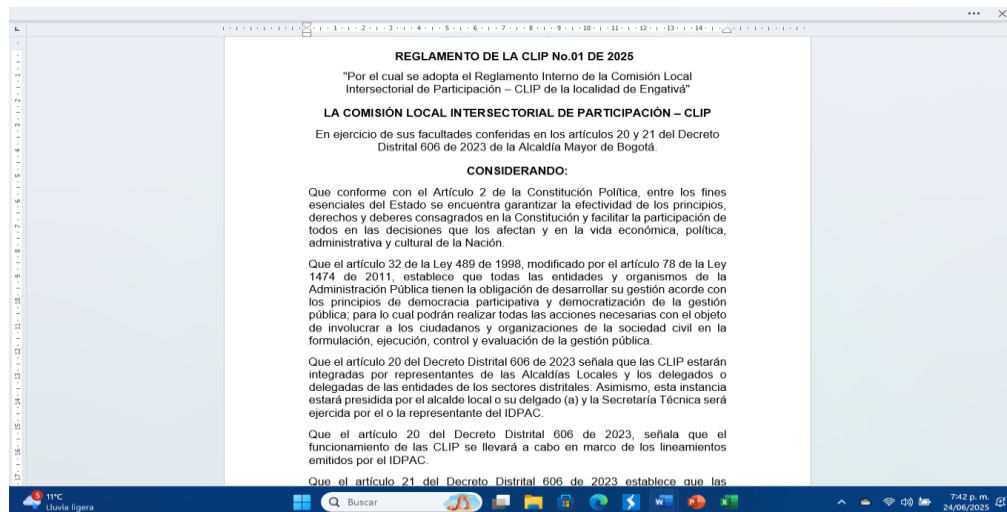 REGLAMENTO DE LA CLIP No.01 DE 2025
"Por el cual se adopta el Reglamento Interno de la Comisión Local
Intersectorial de Participación – CLIP de la localidad de Engativá"
LA COMISIÓN LOCAL INTERSECTORIAL DE PARTICIPACIÓN – CLIP
En ejercicio de sus facultades conferidas en los artículos 20 y 21 del Decreto
Distrital 606 de 2023 de la Alcaldía Mayor de Bogotá.
CONSIDERANDO:
Que conforme con el Artículo 2 de la Constitución Política, entre los fines
esenciales del Estado se encuentra garantizar la efectividad de los principios,
derechos y deberes consagrados en la Constitución y facilitar la participación de
todos en las decisiones que los afectan y en la vida económica, política,
administrativa y cultural de la Nación.
Que el artículo 32 de la Ley 489 de 1998, modificado por el artículo 78 de la Ley
1474 de 2011, establece que todas las entidades y organismos de la
Administración Pública tienen la obligación de desarrollar su gestión acorde con
los principios de democracia participativa y democratización de la gestión
pública; para lo cual podrán realizar todas las acciones necesarias con el objeto
de involucrar a los ciudadanos y organizaciones de la sociedad civil en la
formulación, ejecución, control y evaluación de la gestión pública.
Que el artículo 20 del Decreto Distrital 606 de 2023 señala que las CLIP estarán
integradas por representantes de las Alcaldías Locales y los delegados o
delegadas de las entidades de los sectores distritales. Asimismo, esta instancia
estará presidida por el alcalde local o su delgado (a) y la Secretaría Técnica será
ejercida por el o la representante del IDPAC.
Que el artículo 20 del Decreto Distrital 606 de 2023, señala que el
funcionamiento de las CLIP se llevará a cabo en marco de los lineamientos
emitidos por el IDPAC.
Que el artículo 21 del Decreto Distrital 606 de 2023 establece que las
5
11°C
Lluvia ligera
Buscar
7:42 p. m.
24/06/2025